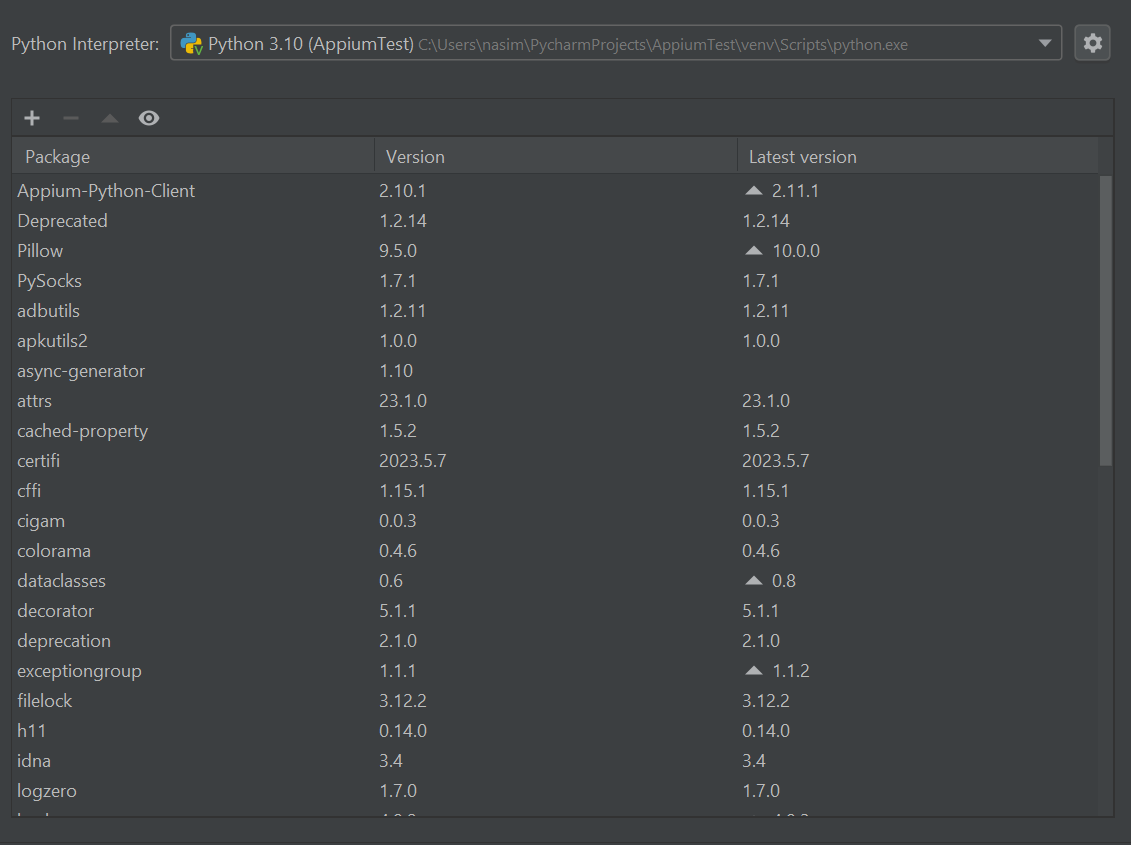 Python Interpreter: Python 3.10 (AppiumTest) C:\Users\nasim\PycharmProjects\AppiumTest\venv\Scripts\python.exe
Package Version Latest version
Appium-Python-Client 2.10.1 2.11.1
Deprecated 1.2.14 1.2.14
Pillow 9.5.0 10.0.0
PySocks 1.7.1 1.7.1
adbutils 1.2.11 1.2.11
apkutils2 1.0.0 1.0.0
async-generator 1.10
attrs 23.1.0 23.1.0
cached-property 1.5.2 1.5.2
certifi 2023.5.7 2023.5.7
cffi 1.15.1 1.15.1
cigam 0.0.3 0.0.3
colorama 0.4.6 0.4.6
dataclasses 0.6 0.8
decorator 5.1.1 5.1.1
deprecation 2.1.0 2.1.0
exceptiongroup 1.1.1 1.1.2
filelock 3.12.2 3.12.2
h11 0.14.0 0.14.0
idna 3.4 3.4
logzero 1.7.0 1.7.0